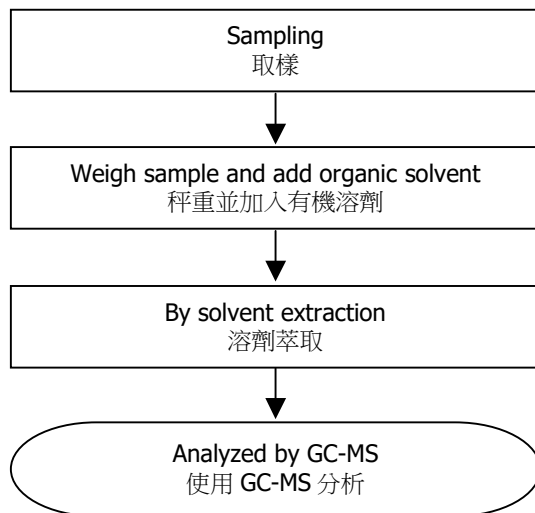 Sampling
取樣
Weigh sample and add organic solvent
秤重並加入有機溶劑
By solvent extraction
溶劑萃取
Analyzed by GC-MS
使用 GC-MS 分析